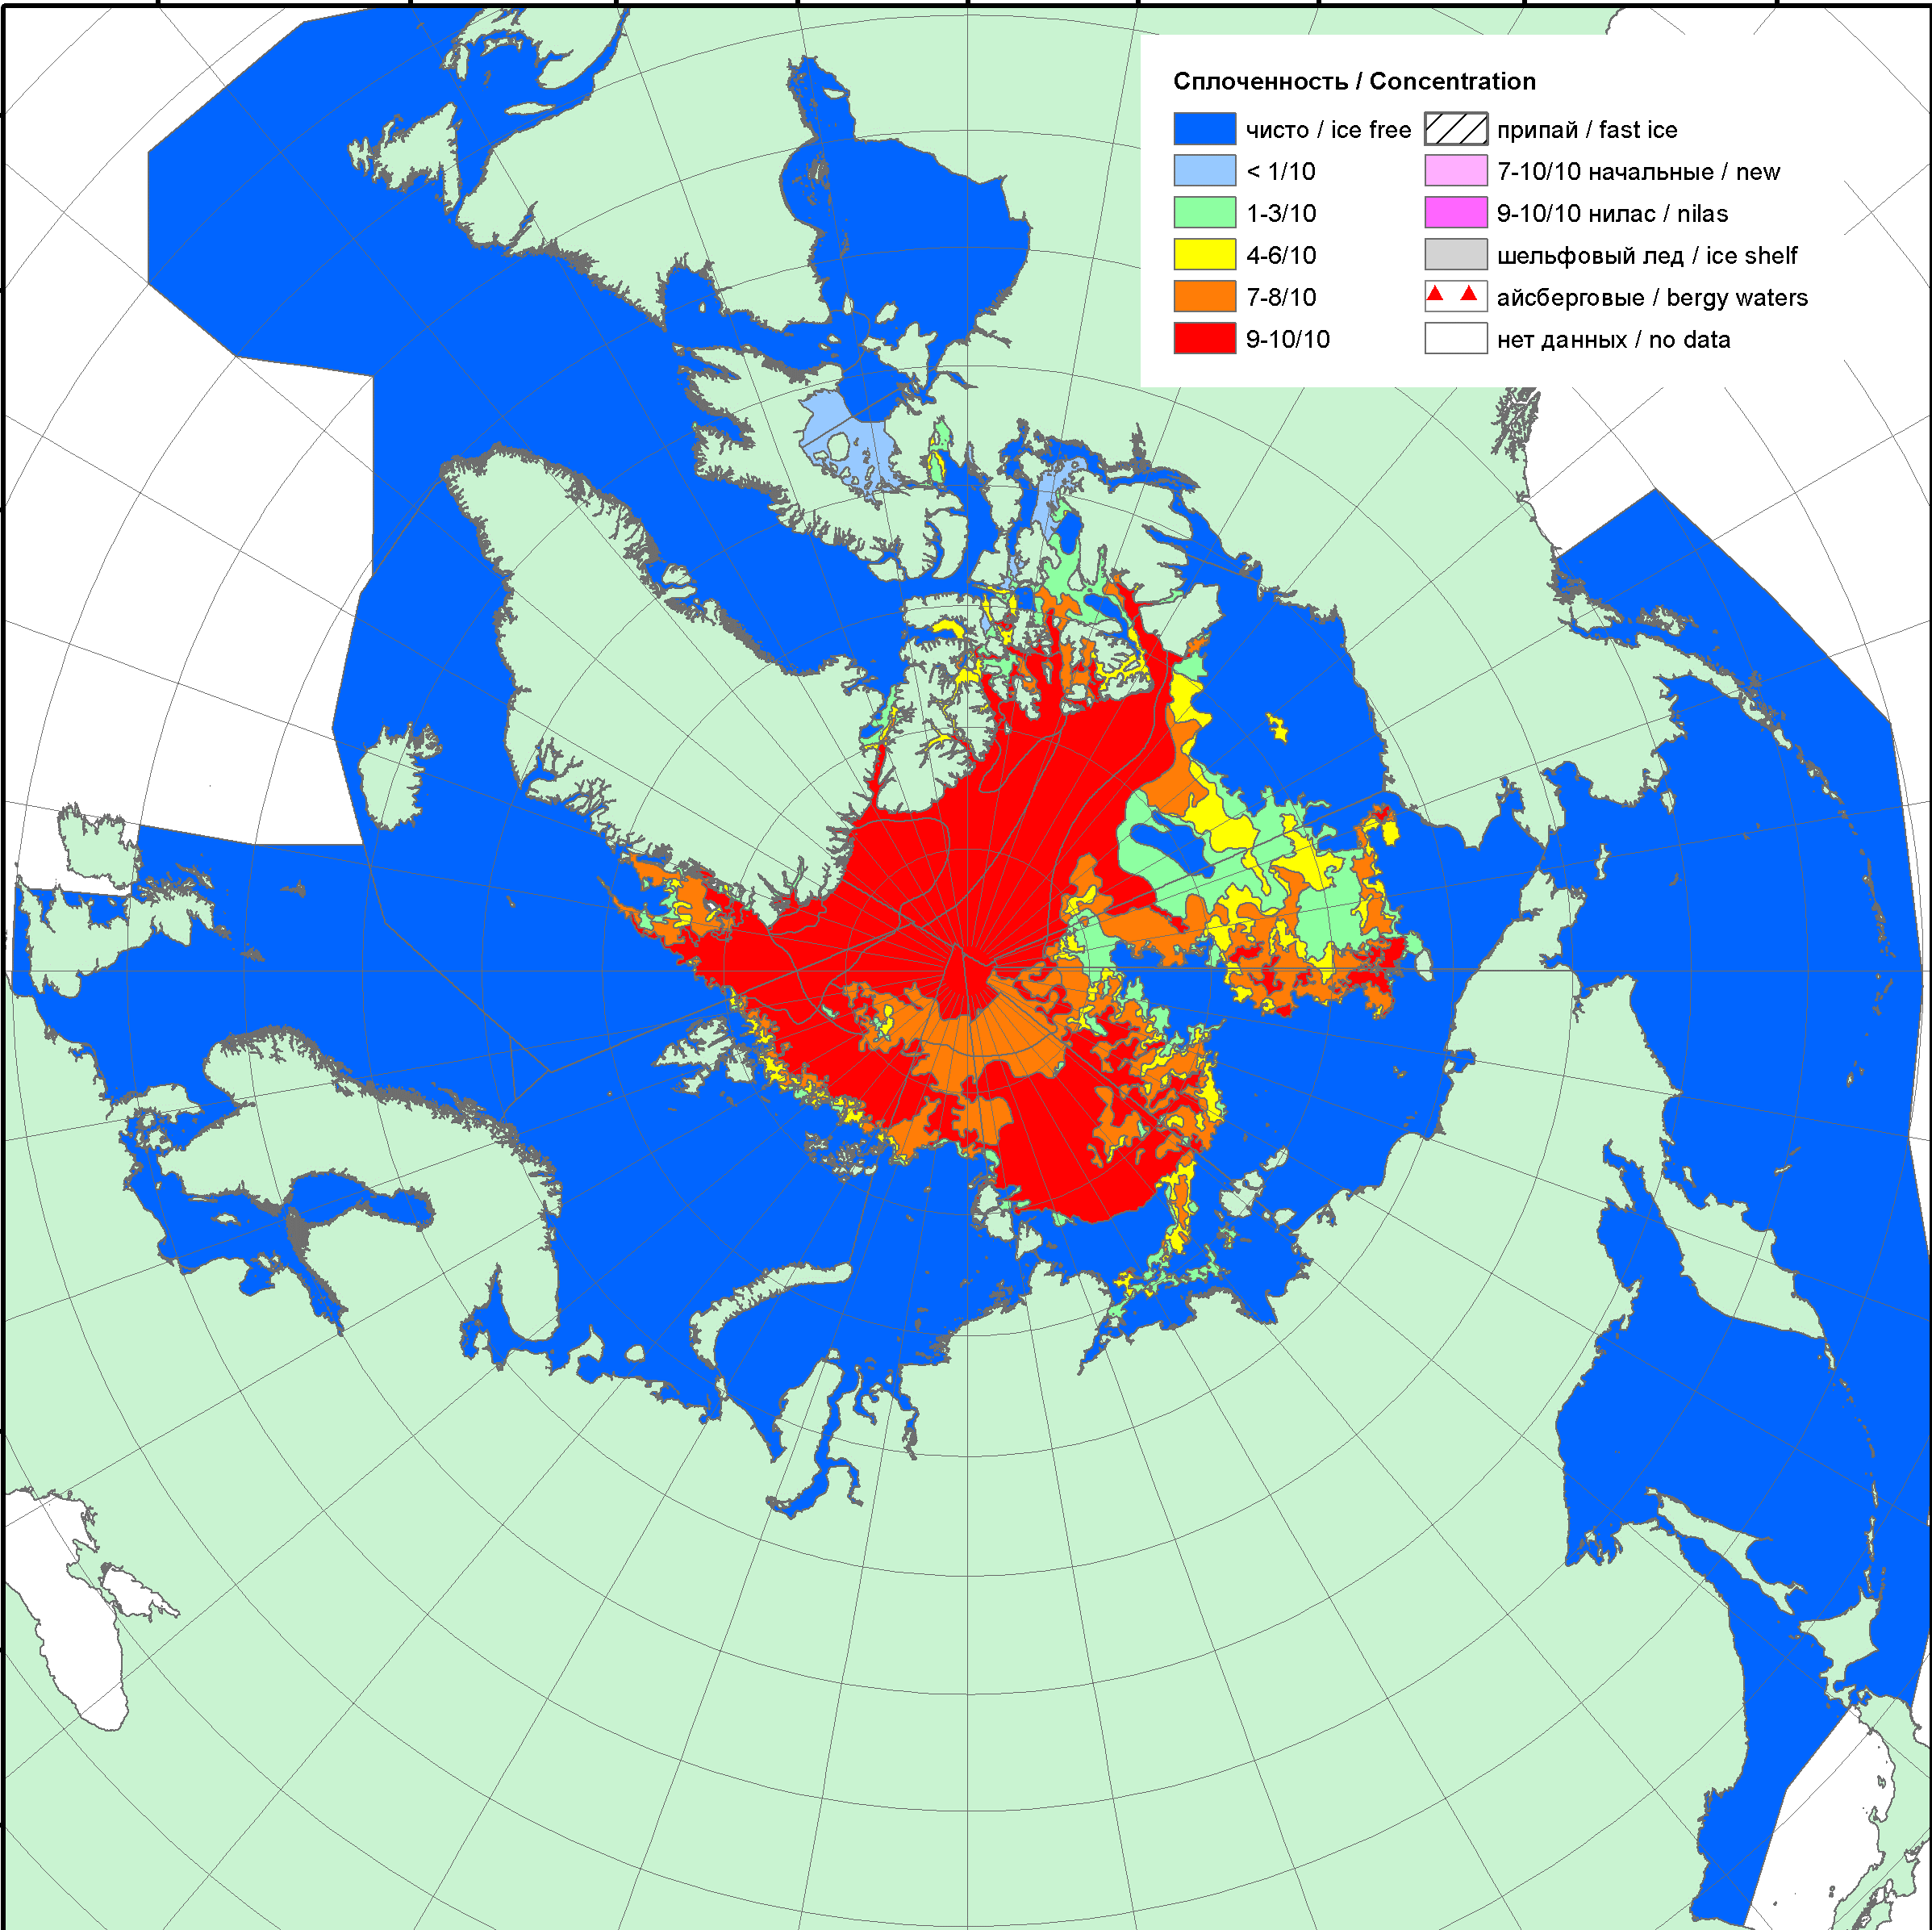 Сплоченность / Concentration
чисто / ice free
< 1/10
1-3/10
4-6/10
7-8/10
9-10/10
припай / fast ice
7-10/10 начальные / new
9-10/10 нилас / nilas
шельфовый лед / ice shelf
айсберговые / bergy waters
нет данных / no data